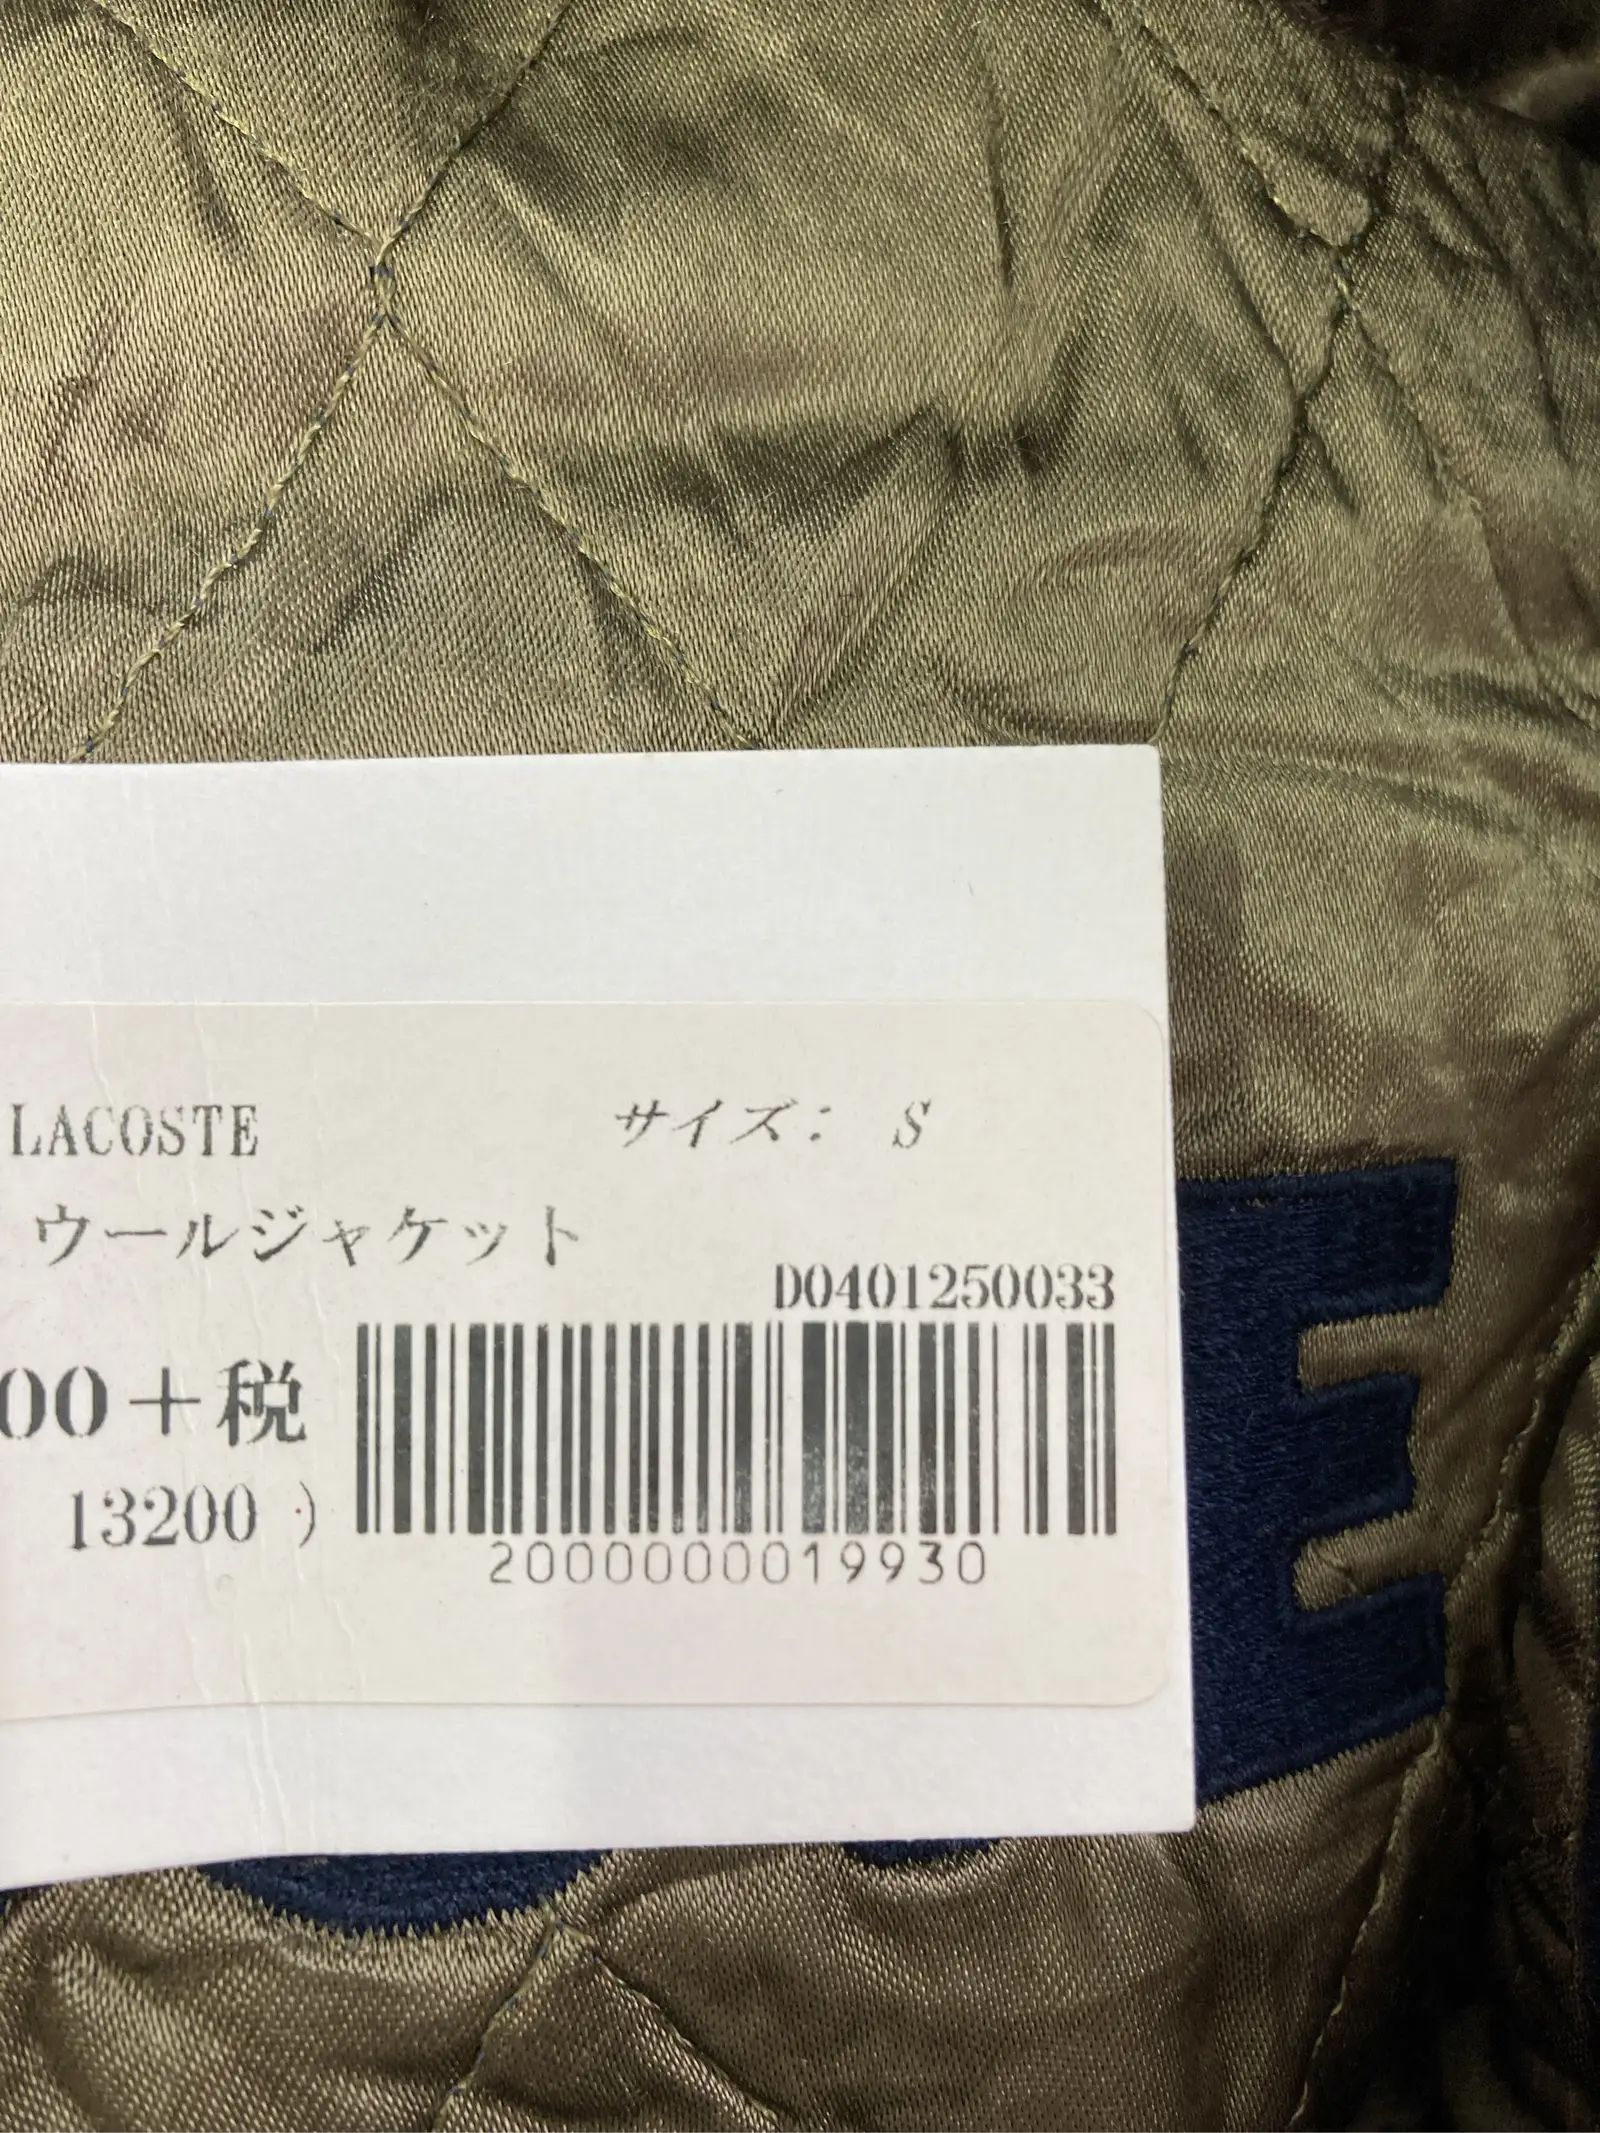 LACOSTE サイズ: S
ウールジャケット
D0401250033
00+税
13200 )
2000000019930
E